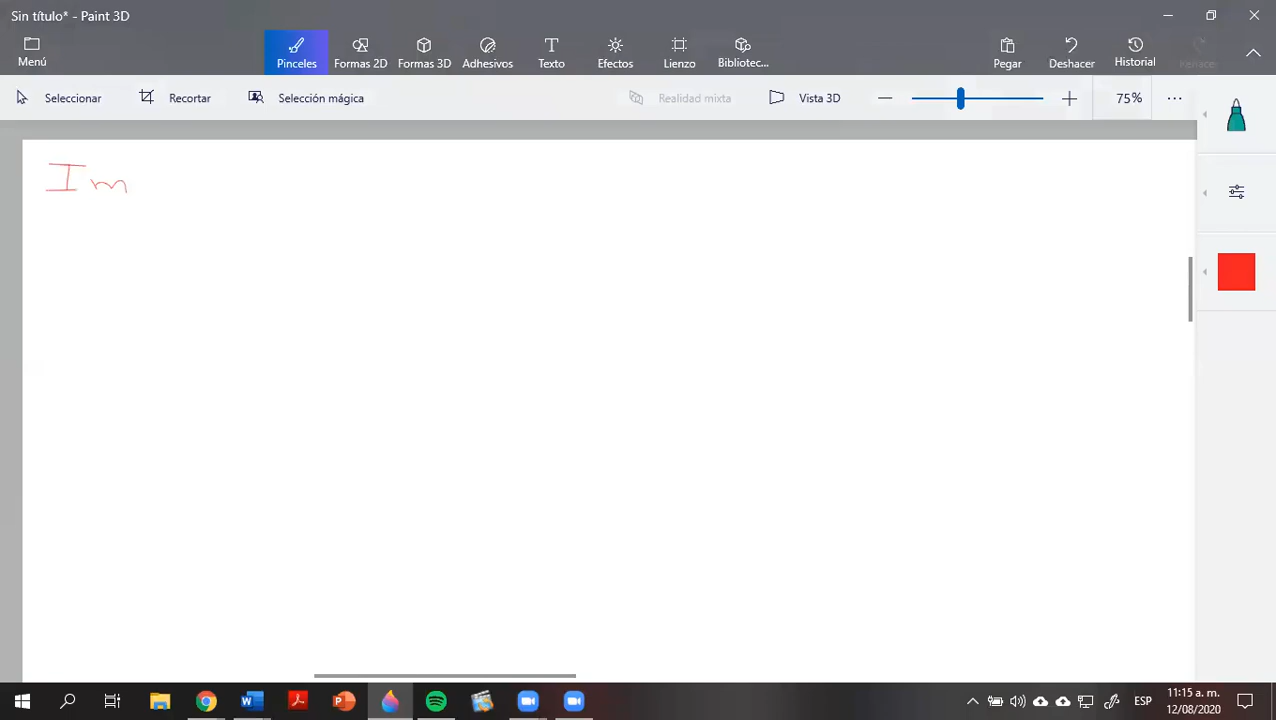 Sin título* - Paint 3D
Menú
Pinceles
Formas 2D
Formas 3D
Adhesivos
Texto
Efectos
Lienzo
Bibliotec...
Pegar
Deshacer
Historial
Rehacer
Seleccionar
Recortar
Selección mágica
Realidad mixta
Vista 3D
75%
Im
ESP
11:15 a. m.
12/08/2020